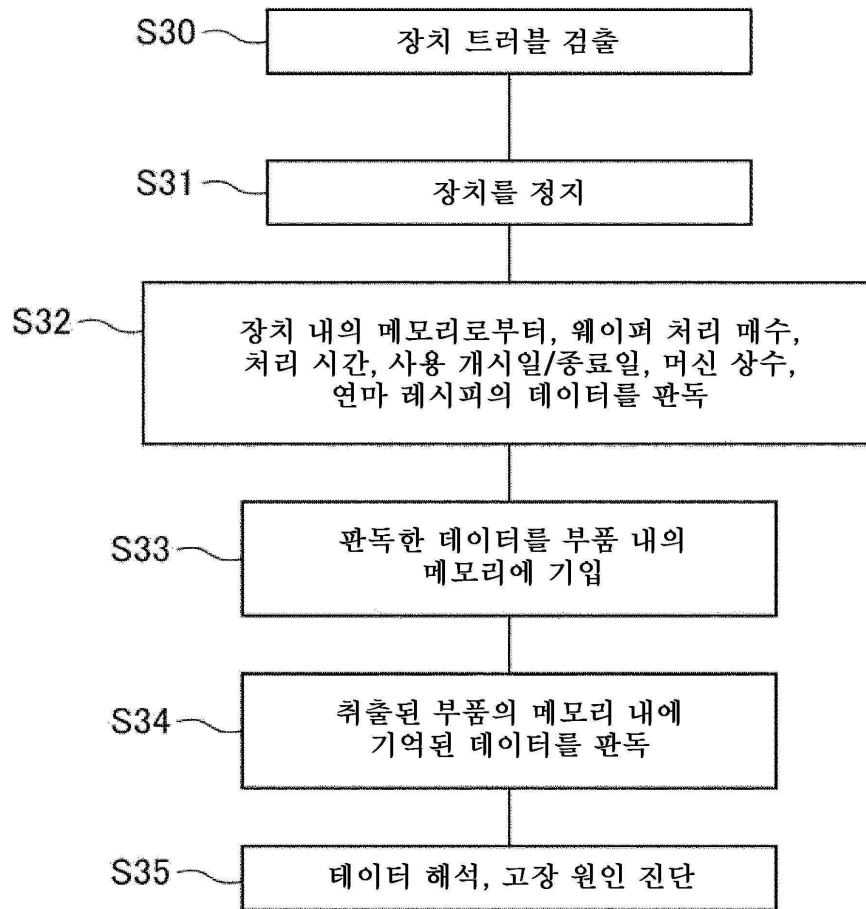 S30
장치 트러블 검출
S31
장치를 정지
S32
장치 내의 메모리로부터, 웨이퍼 처리 매수,
처리 시간, 사용 개시일/종료일, 머신 상수,
연마 레시피의 데이터를 판독
S33
판독한 데이터를 부품 내의
메모리에 기입
S34
취출된 부품의 메모리 내에
기억된 데이터를 판독
S35
테이터 해석, 고장 원인 진단